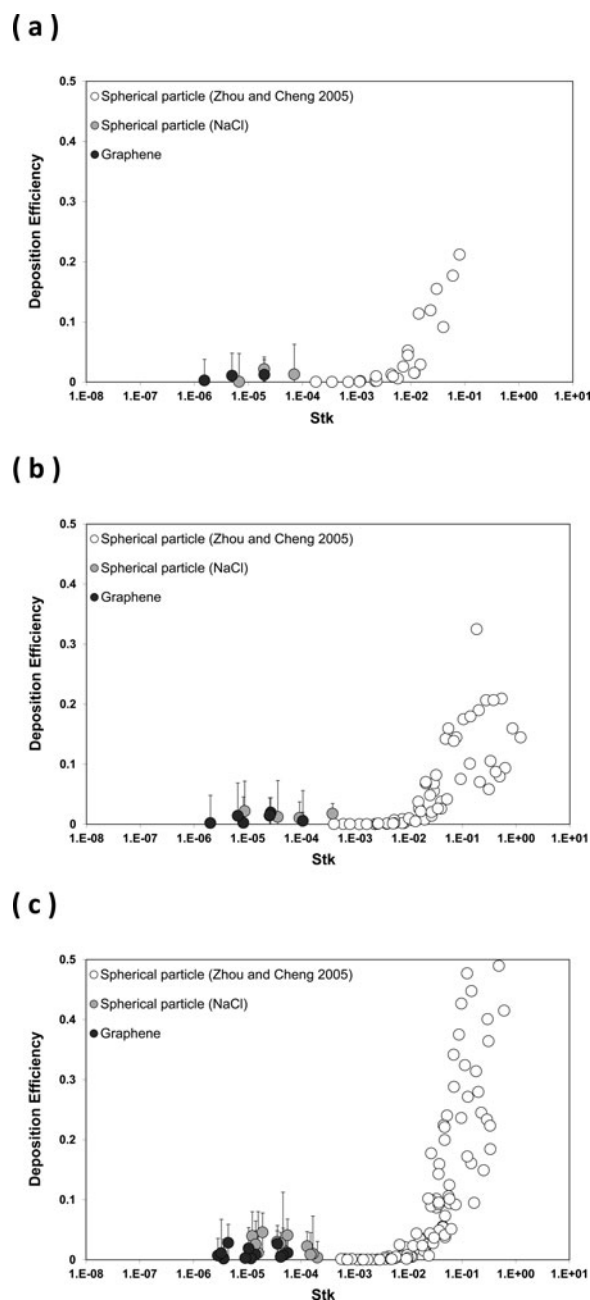 ( a )
0.5
Spherical particle (Zhou and Cheng 2005)
0.4
Spherical particle (NaCl)
Graphene
0.3
Deposition Efficiency
0.2
0.1
0
1.E-08 1.E-07 1.E-06 1.E-05 1.E-04 1.E-03 1.E-02 1.E-01 1.E+00 1.E+01
Stk
( b )
0.5
Spherical particle (Zhou and Cheng 2005)
Spherical particle (NaCl)
0.4
Graphene
0.3
Deposition Efficiency
0.2
0.1
0
1.E-08 1.E-07 1.E-06 1.E-05 1.E-04 1.E-03 1.E-02 1.E-01 1.E+00 1.E+01
Stk
( c )
0.5
Spherical particle (Zhou and Cheng 2005)
Spherical particle (NaCl)
0.4
Graphene
0.3
Deposition Efficiency
0.2
0.1
0
1.E-08 1.E-07 1.E-06 1.E-05 1.E-04 1.E-03 1.E-02 1.E-01 1.E+00 1.E+01
Stk